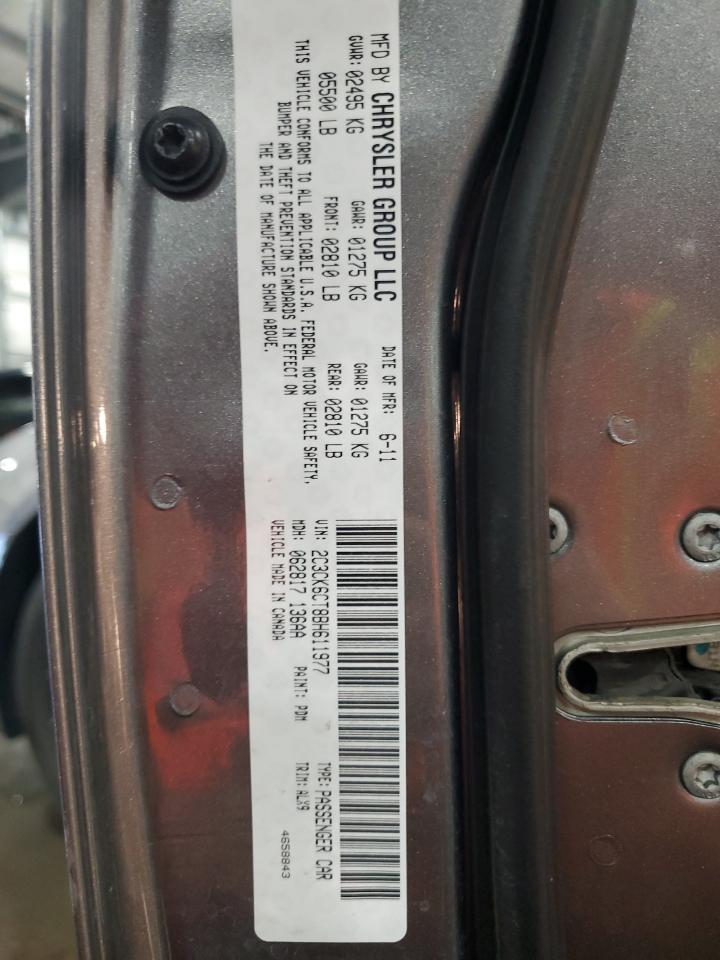 MFD BY CHRYSLER GROUP LLC DATE OF MFR: 6-11
GVWR: 02495 KG GAWR: 01275 KG GAWR: 01275 KG
05500 LB FRONT: 02810 LB REAR: 02810 LB
THIS VEHICLE CONFORMS TO ALL APPLICABLE U.S.A. FEDERAL MOTOR VEHICLE SAFETY,
BUMPER AND THEFT PREVENTION STANDARDS IN EFFECT ON
THE DATE OF MANUFACTURE SHOWN ABOVE.
VIN: 2C3CK6CT8BH611977 TYPE: PASSENGER CAR
MDH: 062817 136AA PAINT: PDM TRIM: ALX9
VEHICLE MADE IN CANADA
4658843